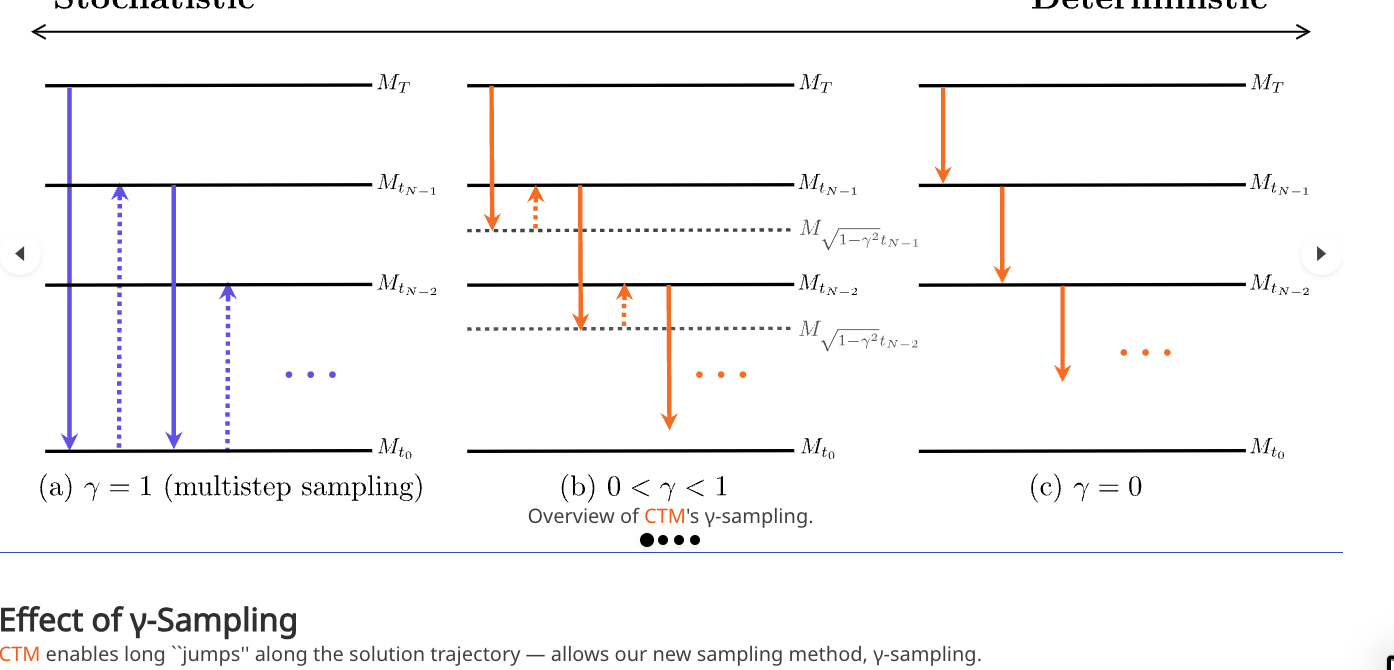 Stochastistic
Deterministic
M_T
M_T
M_T
M_{t_{N-1}}
M_{t_{N-1}}
M_{t_{N-1}}
M_{\sqrt{1-γ^2}t_{N-1}}
M_{t_{N-2}}
M_{t_{N-2}}
M_{t_{N-2}}
M_{\sqrt{1-γ^2}t_{N-2}}
M_{t_0}
M_{t_0}
M_{t_0}
(a) γ = 1 (multistep sampling)
(b) 0 < γ < 1
(c) γ = 0
Overview of CTM's γ-sampling.
Effect of γ-Sampling
CTM enables long ``jumps'' along the solution trajectory — allows our new sampling method, γ-sampling.